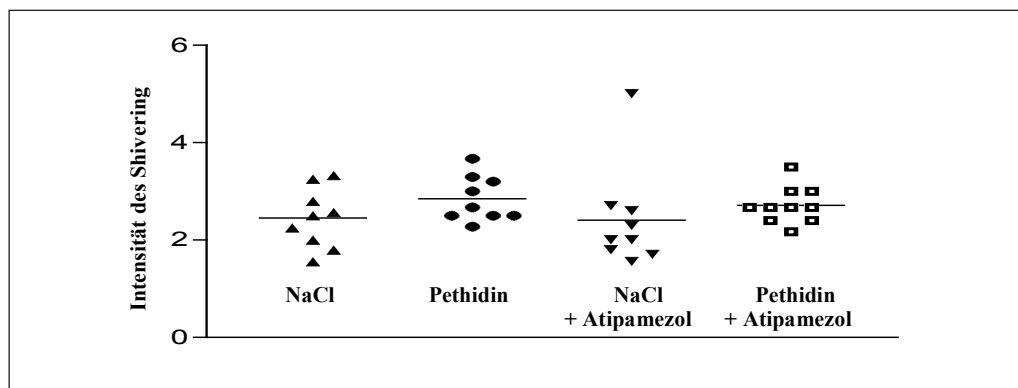 Intensität des Shivering
6
4
2
0
NaCl
Pethidin
NaCl
+ Atipamezol
Pethidin
+ Atipamezol